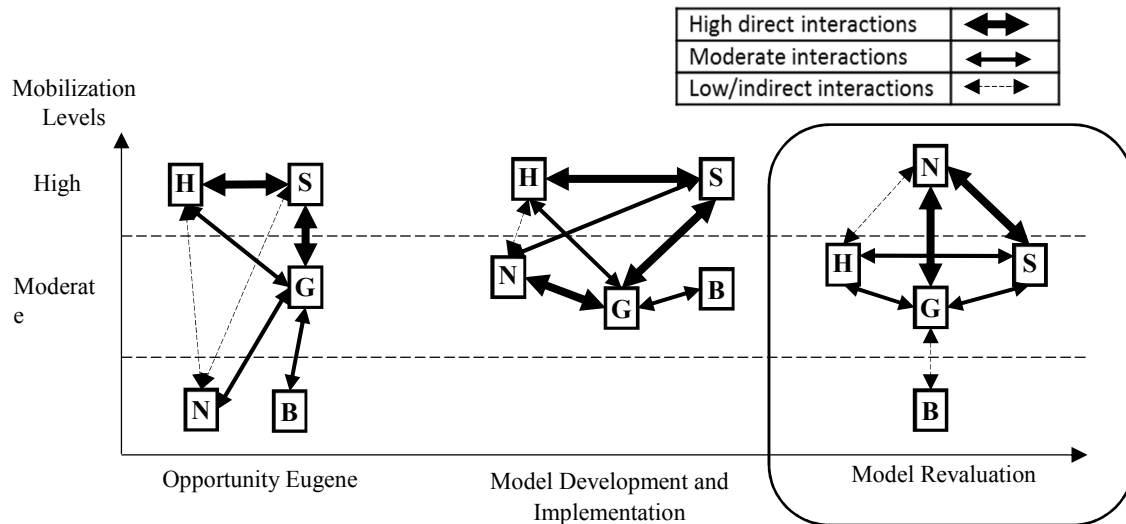 High direct interactions
Moderate interactions
Low/indirect interactions
Mobilization
Levels
High
Moderat
e
H
S
G
N
B
H
S
N
G
B
N
H
S
G
B
Opportunity Eugene
Model Development and
Implementation
Model Revaluation